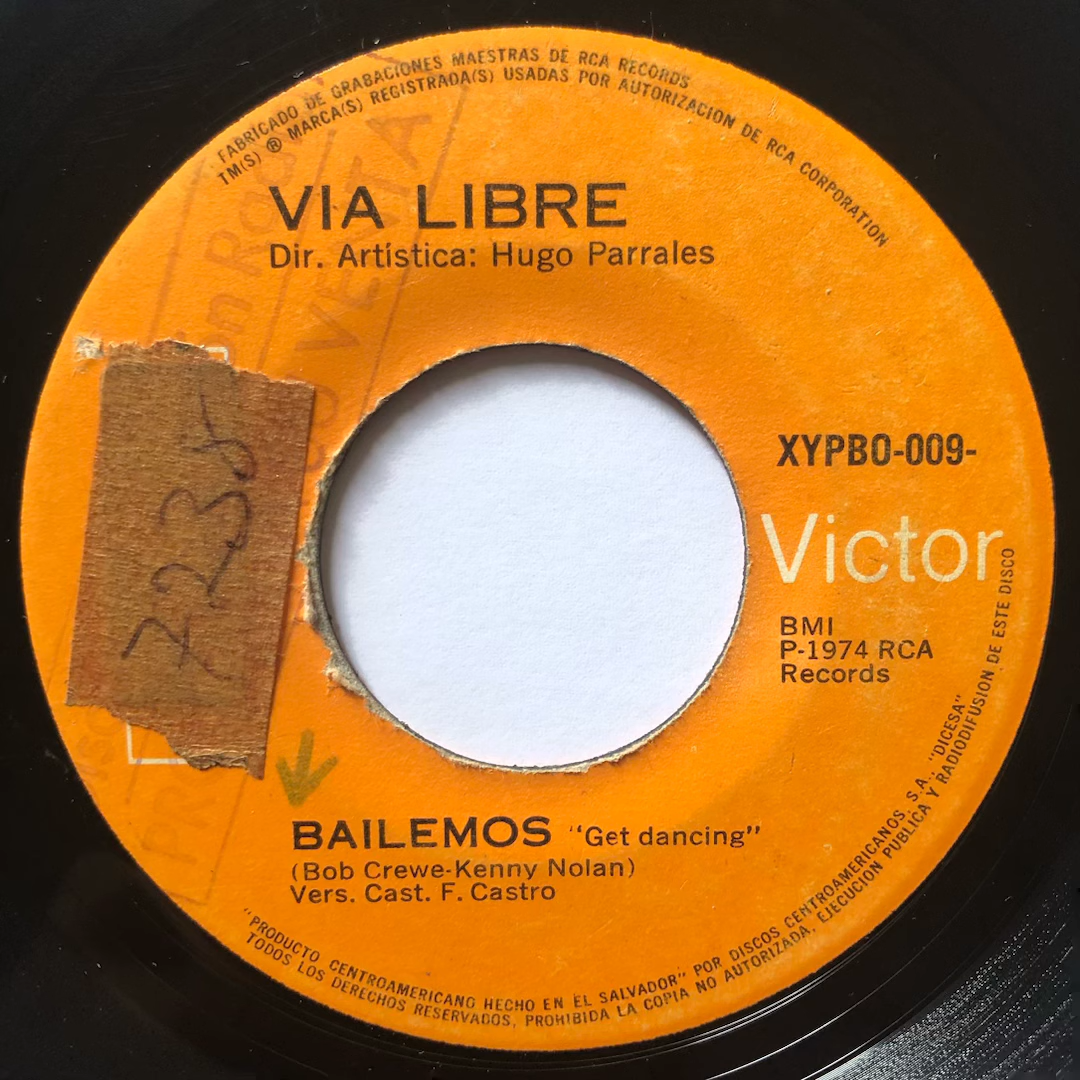 FABRICADO DE GRABACIONES MAESTRAS DE RCA RECORDS
TM(S) ® MARCA(S) REGISTRADA(S) USADAS POR AUTORIZACION DE RCA CORPORATION
VIA LIBRE
Dir. Artística: Hugo Parrales
VENTA
XYPBO-009-
Victor
BMI
P-1974 RCA
Records
BAILEMOS "Get dancing"
(Bob Crewe-Kenny Nolan)
Vers. Cast. F. Castro
"PRODUCTO CENTROAMERICANO HECHO EN EL SALVADOR" POR DISCOS CENTROAMERICANOS, S.A., "DICESA"
TODOS LOS DERECHOS RESERVADOS, PROHIBIDA LA COPIA NO AUTORIZADA, EJECUCION PUBLICA Y RADIODIFUSION DE ESTE DISCO